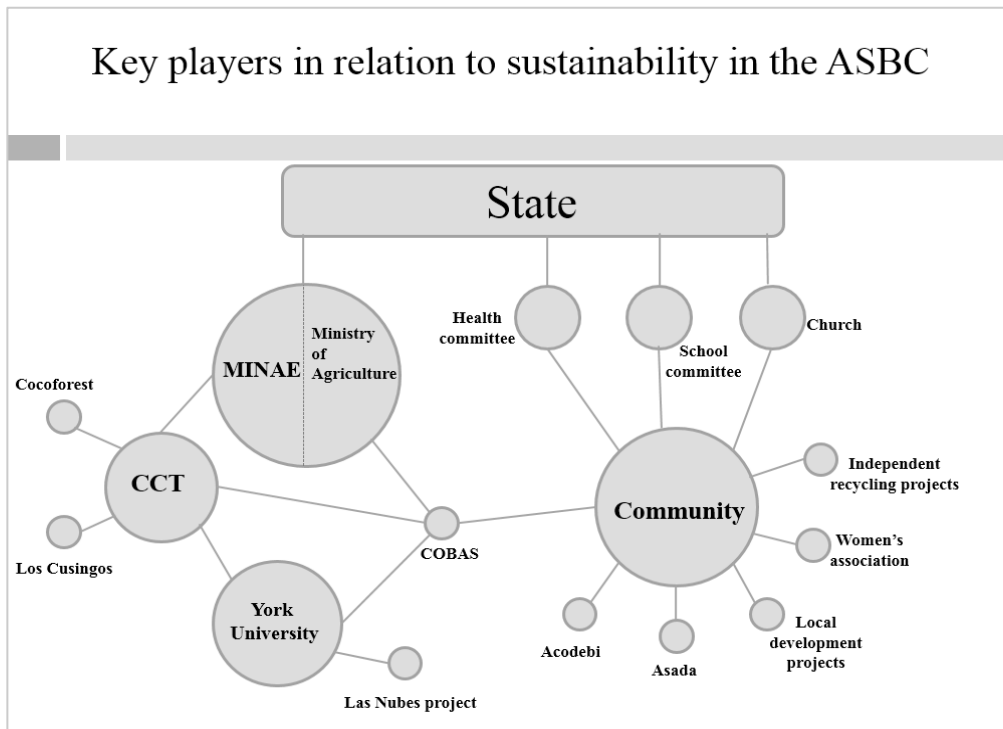 Key players in relation to sustainability in the ASBC
State
Health
committee
School
committee
Church
MINAE
Ministry
of
Agriculture
Cocoforest
CCT
Los Cusingos
York
University
Las Nubes project
COBAS
Community
Independent
recycling projects
Women's
association
Local
development
projects
Asada
Acodebi